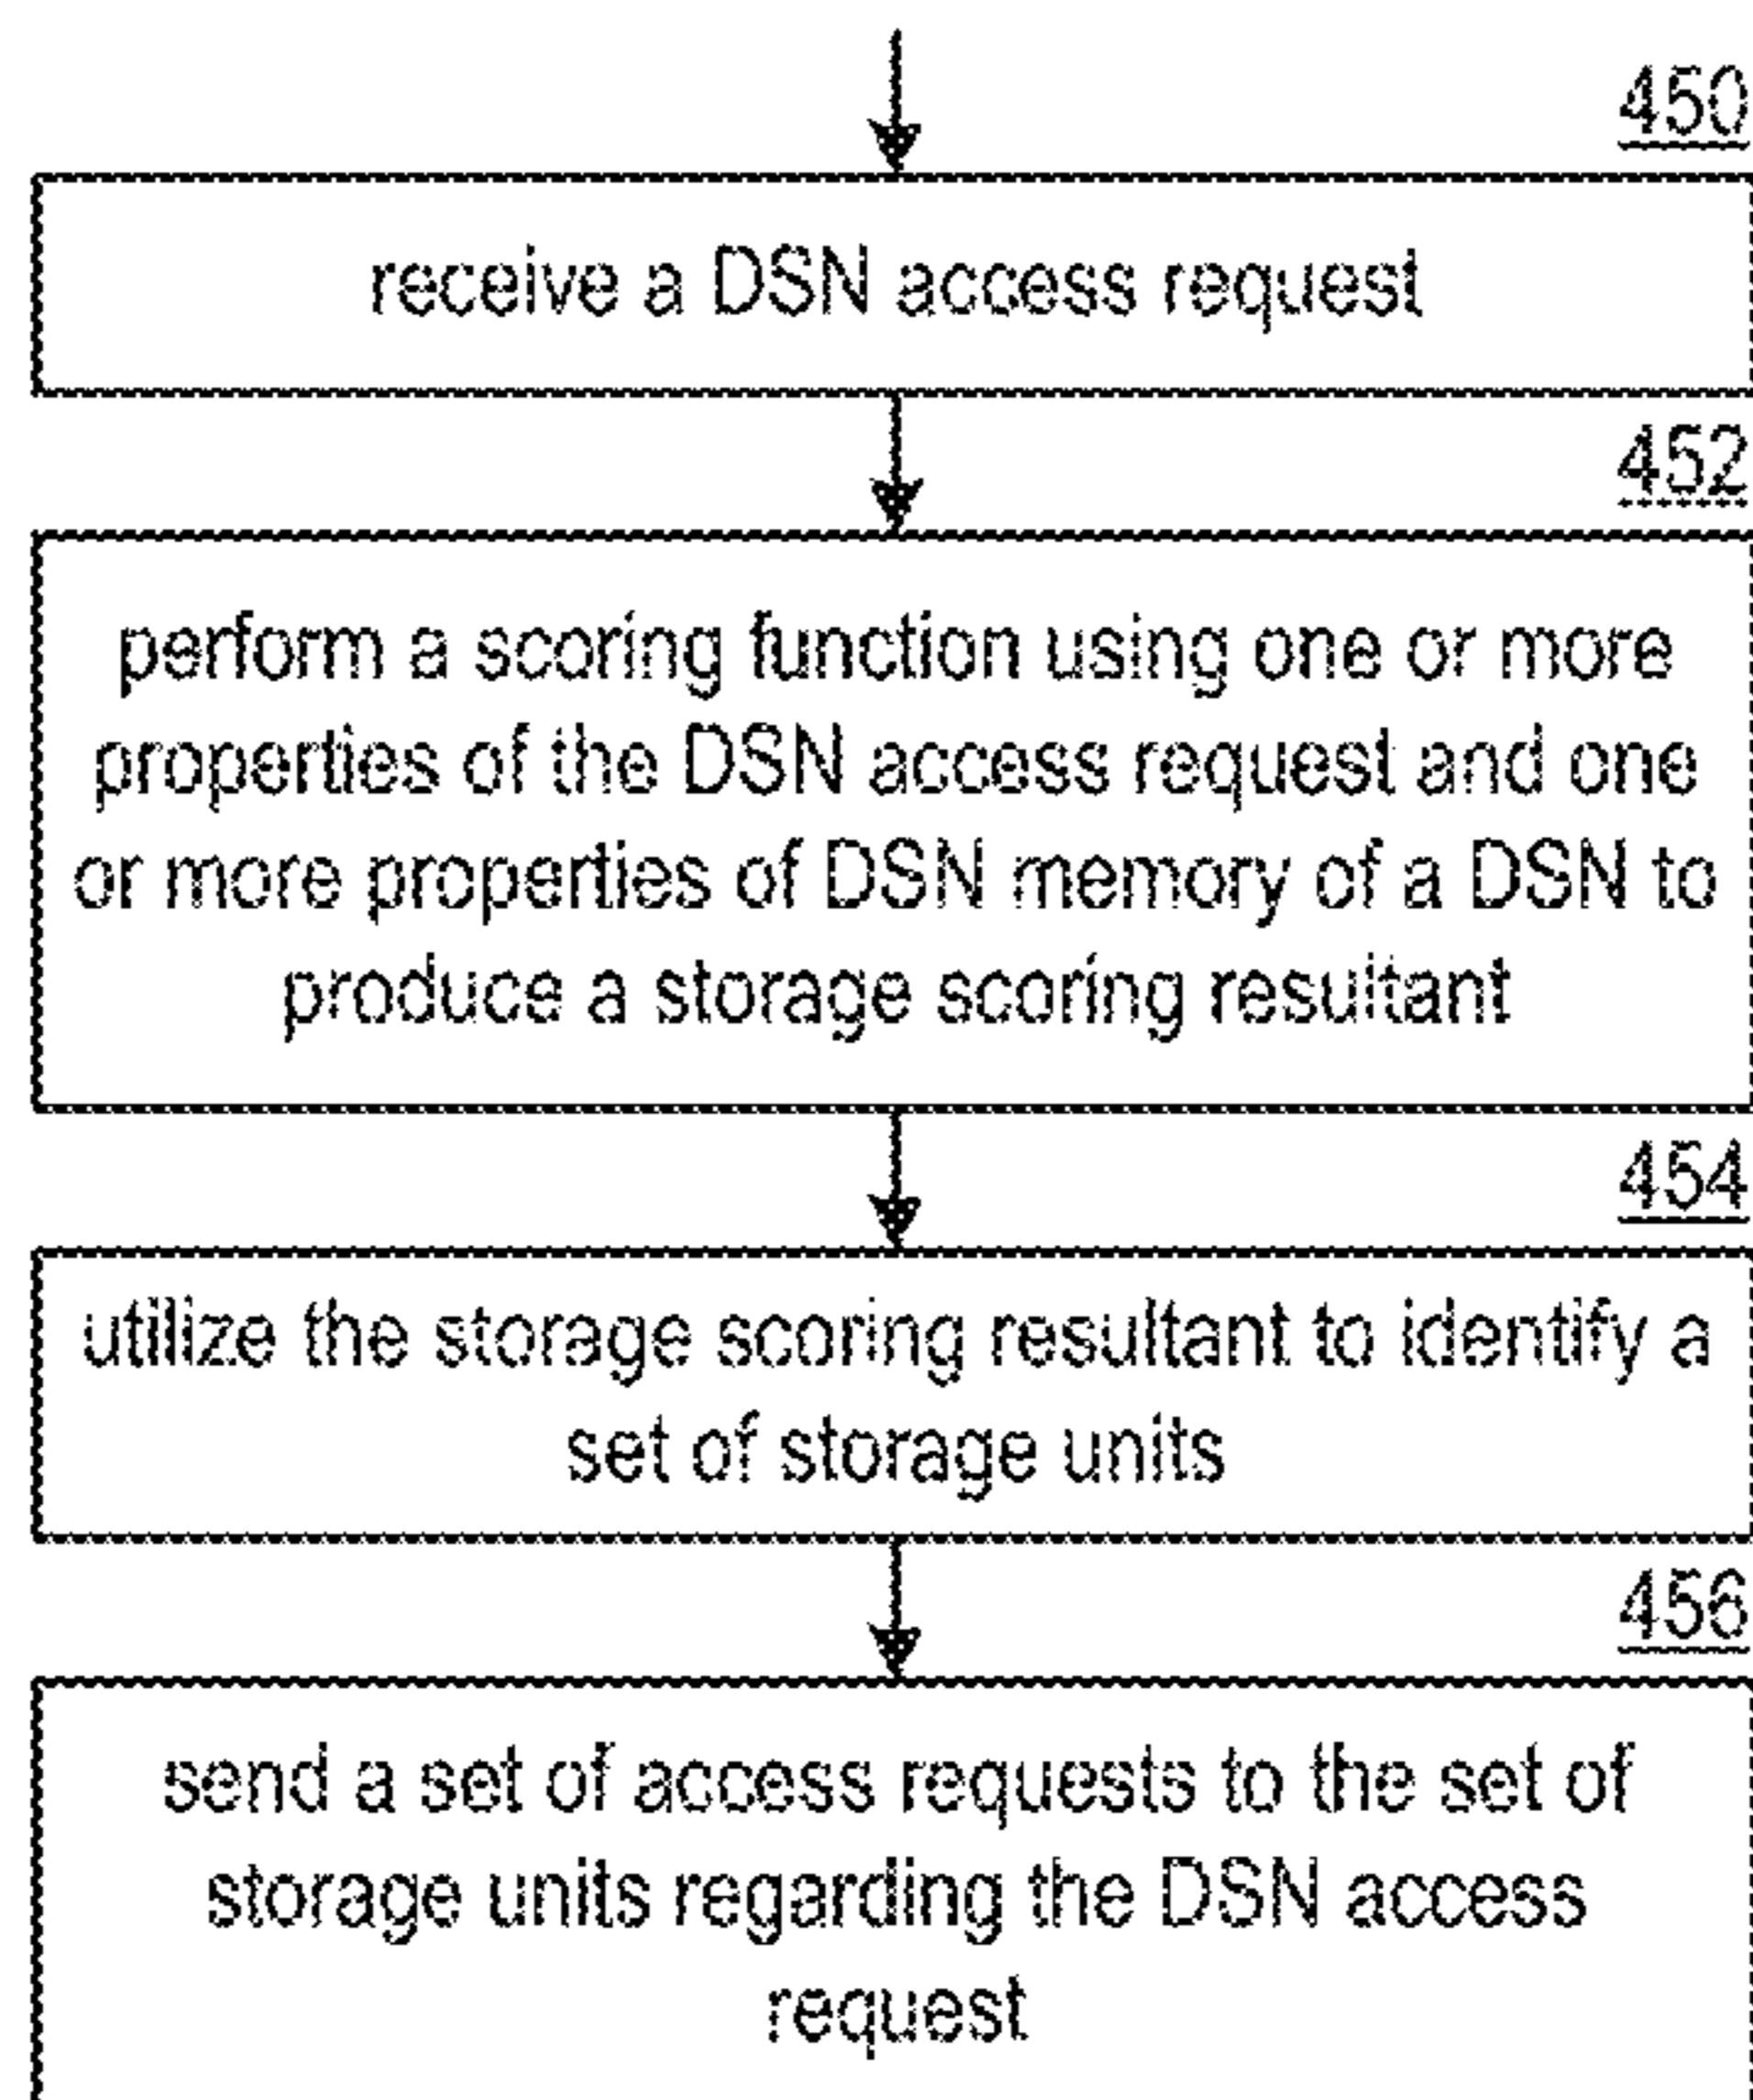 450
receive a DSN access request
452
perform a scoring function using one or more
properties of the DSN access request and one
or more properties of DSN memory of a DSN to
produce a storage scoring resultant
454
utilize the storage scoring resultant to identify a
set of storage units
456
send a set of access requests to the set of
storage units regarding the DSN access
request